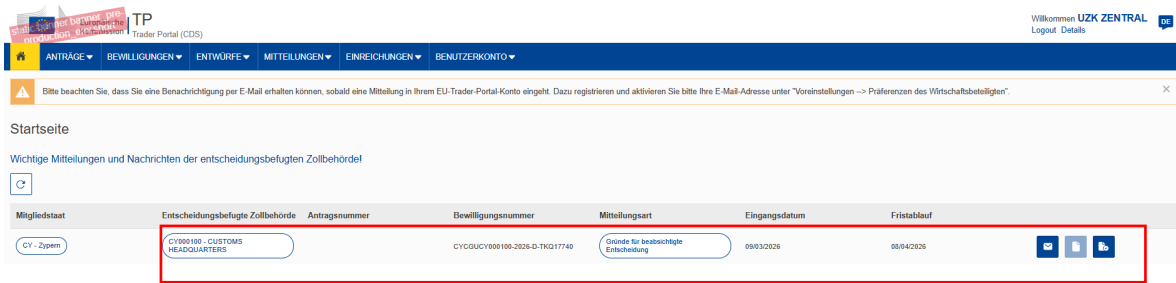 Europäische
Kommission
static banner banner_pre
production_eu_short
TP
Trader Portal (CDS)
Willkommen UZK ZENTRAL
Logout Details
DE
ANTRÄGE
BEWILLIGUNGEN
ENTWÜRFE
MITTEILUNGEN
EINREICHUNGEN
BENUTZERKONTO
Bitte beachten Sie, dass Sie eine Benachrichtigung per E-Mail erhalten können, sobald eine Mitteilung in Ihrem EU-Trader-Portal-Konto eingeht. Dazu registrieren und aktivieren Sie bitte Ihre E-Mail-Adresse unter "Voreinstellungen --> Präferenzen des Wirtschaftsbeteiligten".
Startseite
Wichtige Mitteilungen und Nachrichten der entscheidungsbefugten Zollbehörde!
Mitgliedstaat Entscheidungsbefugte Zollbehörde Antragsnummer Bewilligungsnummer Mitteilungsart Eingangsdatum Fristablauf
CY - Zypern
CY000100 - CUSTOMS
HEADQUARTERS
CYCGUCY000100-2026-D-TKQ17740
Gründe für beabsichtigte
Entscheidung
09/03/2026
08/04/2026